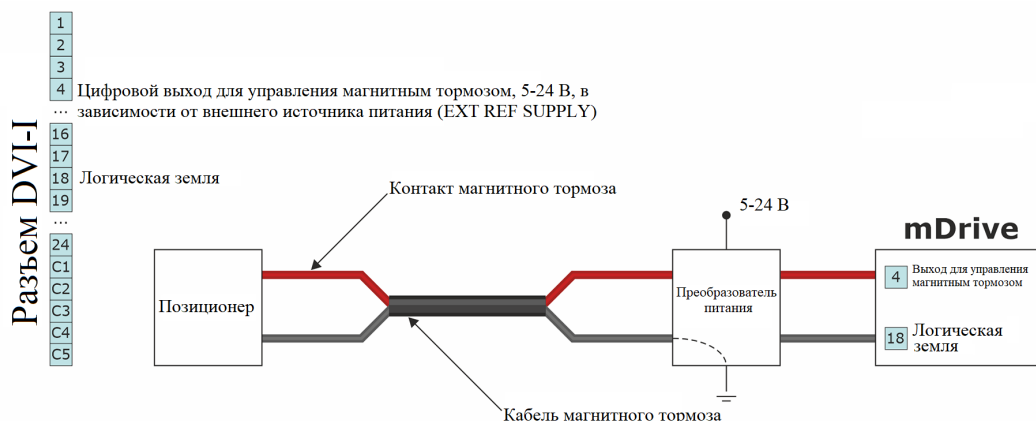 Разъем DVI-I
1
2
3
4
Цифровой выход для управления магнитным тормозом, 5-24 В, в
зависимости от внешнего источника питания (EXT REF SUPPLY)
...
16
17
18
Логическая земля
19
...
24
C1
C2
C3
C4
C5
Контакт магнитного тормоза
5-24 В
mDrive
Позиционер
Преобразователь
питания
4
Выход для управления
магнитным тормозом
18
Логическая
земля
Кабель магнитного тормоза